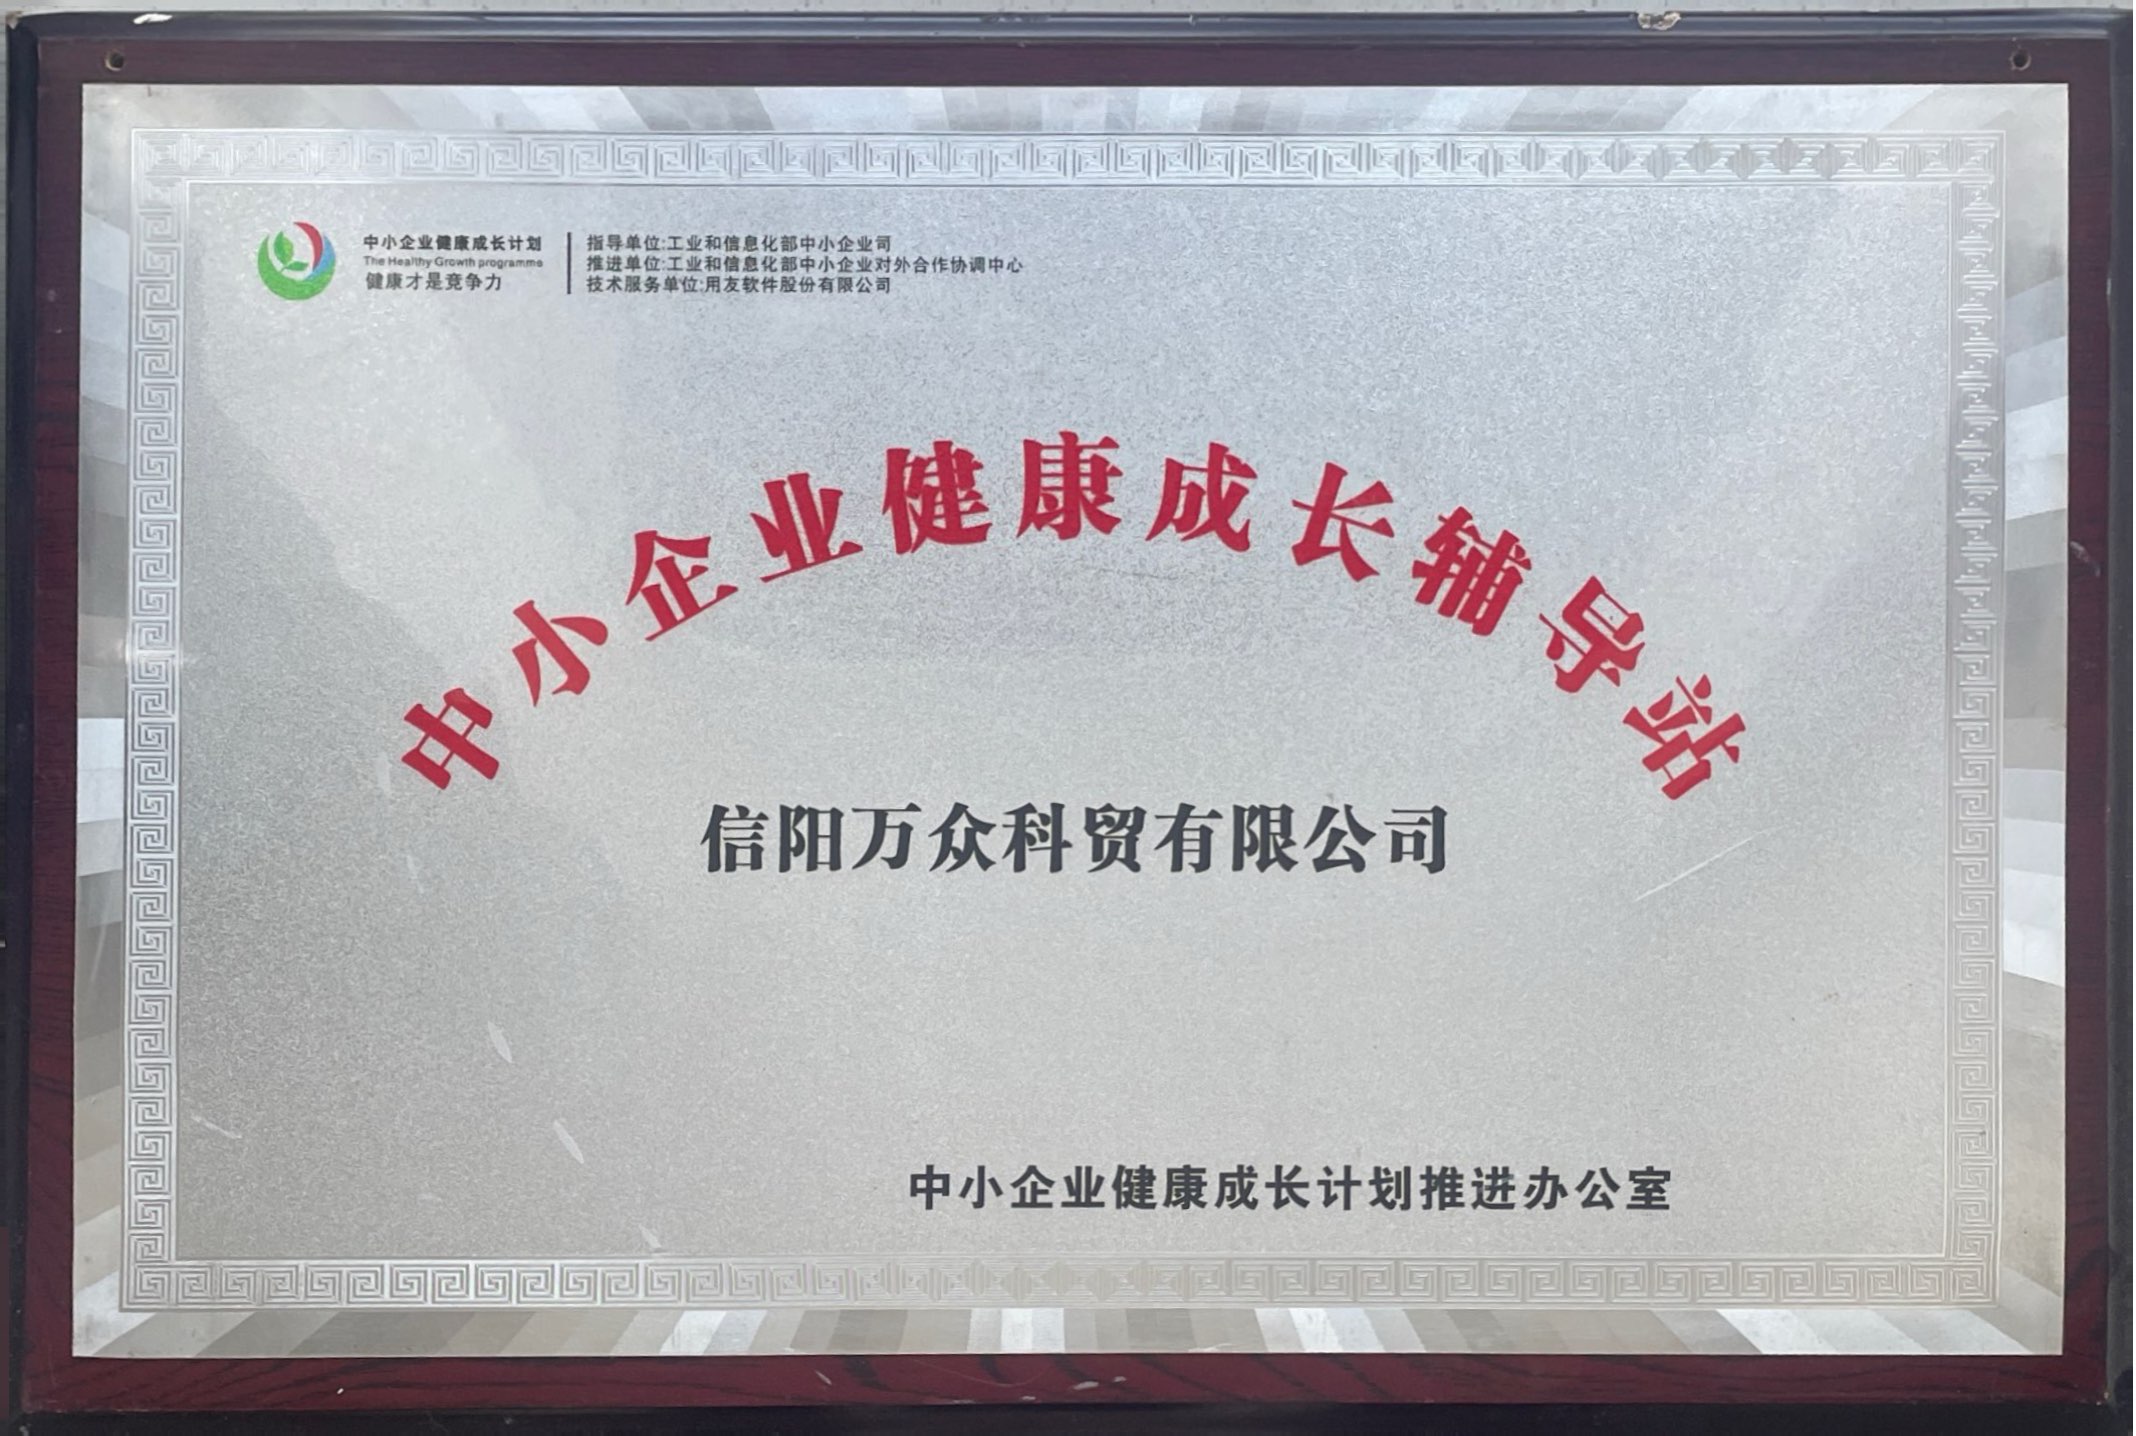 中小企业健康成长计划
The Healthy Growth programme
健康才是竞争力
指导单位:工业和信息化部中小企业司
推进单位:工业和信息化部中小企业对外合作协调中心
技术服务单位:用友软件股份有限公司
中小企业健康成长辅导站
信阳万众科贸有限公司
中小企业健康成长计划推进办公室